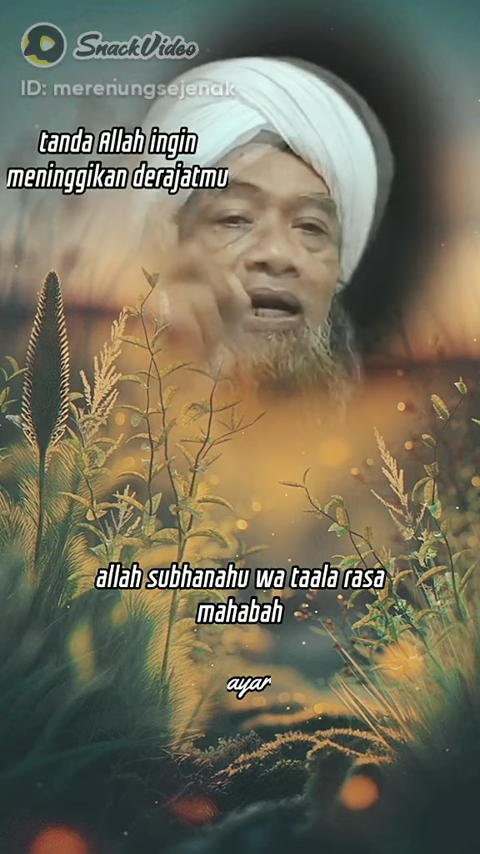 SnackVideo
ID: merenungsejenak
tanda Allah ingin
meninggikan derajatmu
allah subhanahu wa taala rasa
mahabah
ayar